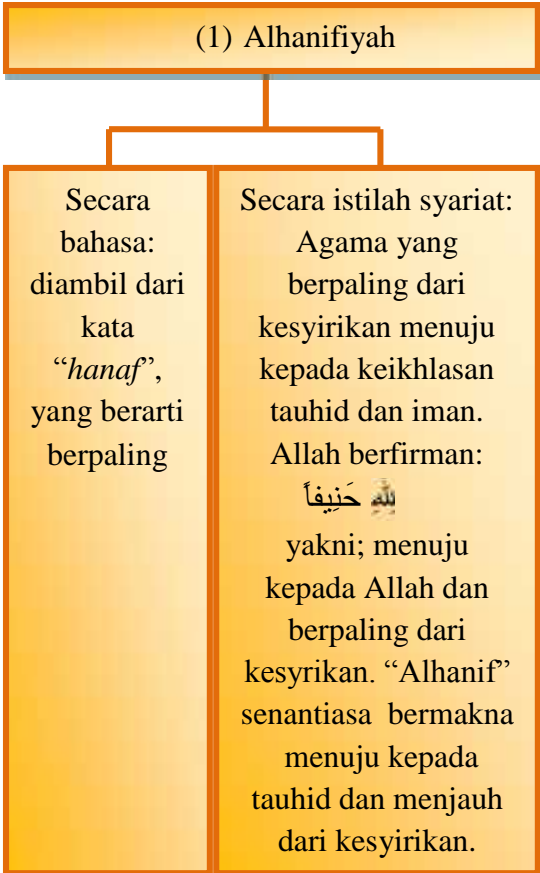 (1) Alhanifiyah
Secara
bahasa:
diambil dari
kata
“hanaf”,
yang berarti
berpaling
Secara istilah syariat:
Agama yang
berpaling dari
kesyirikan menuju
kepada keikhlasan
tauhid dan iman.
Allah berfirman:
لله حَنِيفاً
yakni; menuju
kepada Allah dan
berpaling dari
kesyrikan. “Alhanif”
senantiasa bermakna
menuju kepada
tauhid dan menjauh
dari kesyirikan.